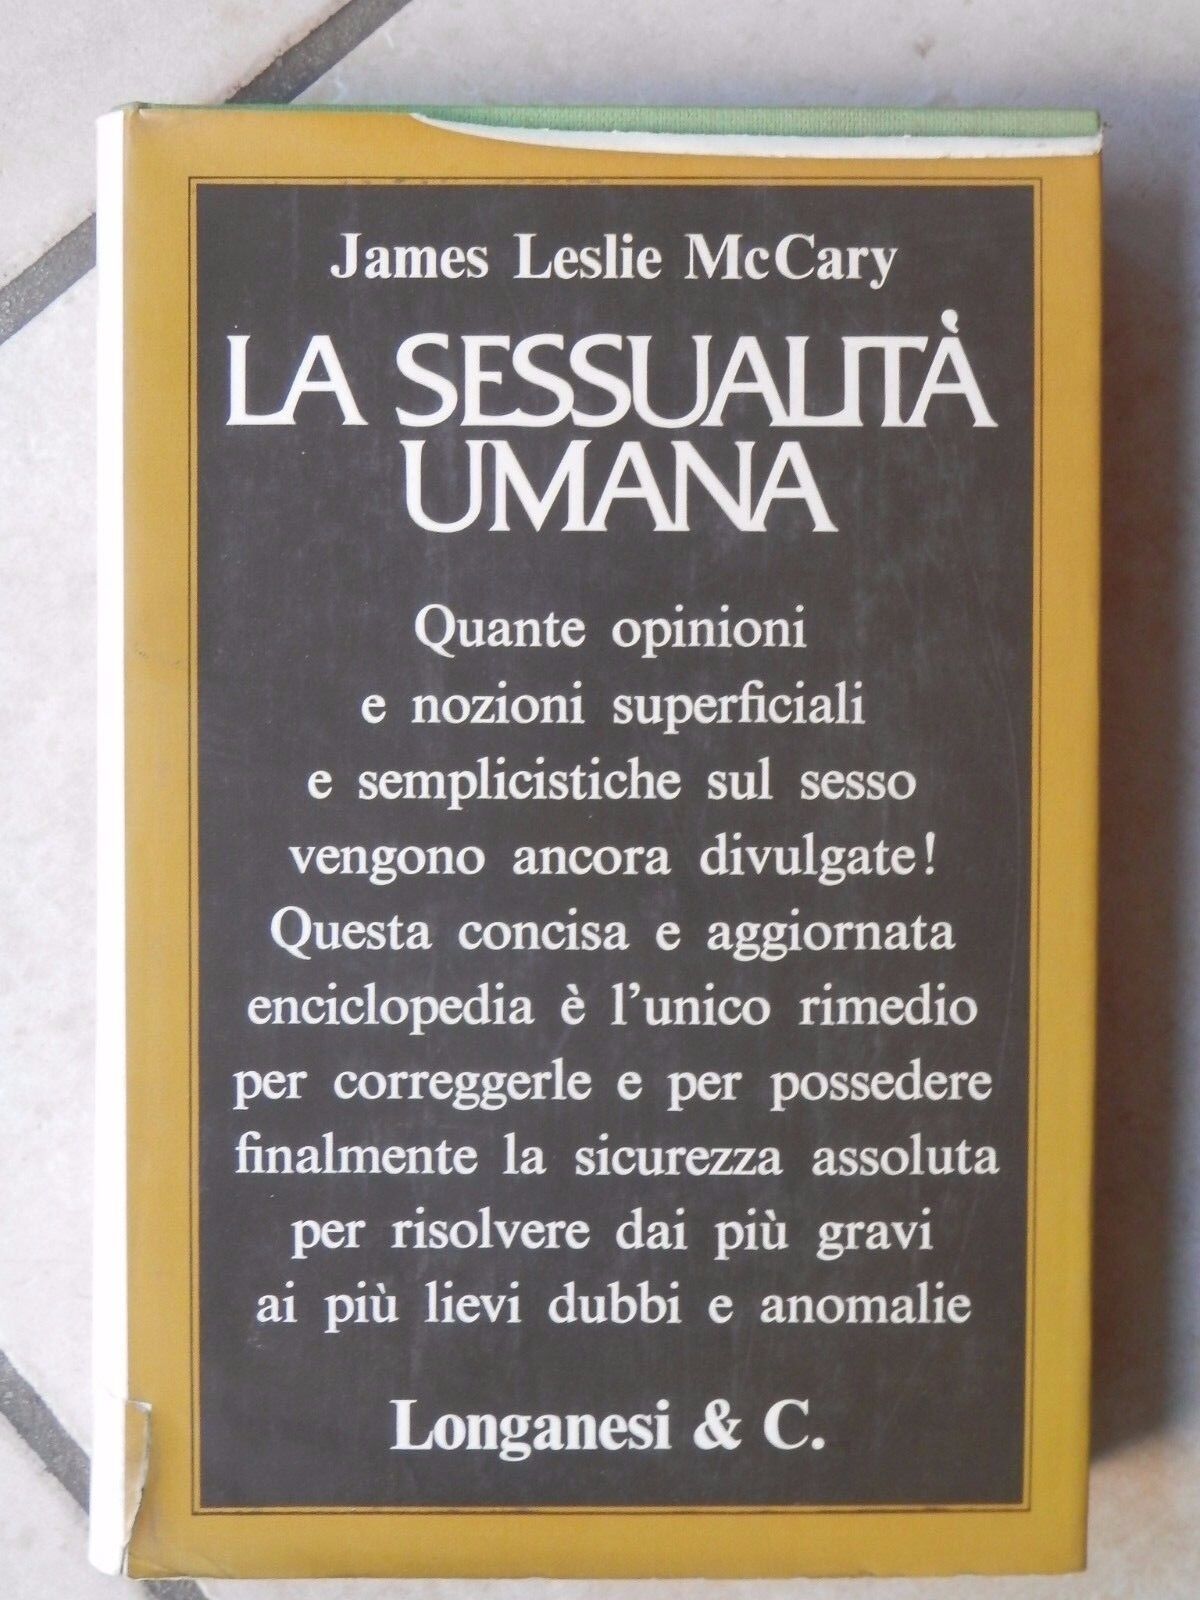 James Leslie McCary
LA SESSUALITÀ
UMANA
Quante opinioni
e nozioni superficiali
e semplicistiche sul sesso
vengono ancora divulgate!
Questa concisa e aggiornata
enciclopedia è l'unico rimedio
per correggerle e per possedere
finalmente la sicurezza assoluta
per risolvere dai più gravi
ai più lievi dubbi e anomalie
Longanesi & C.